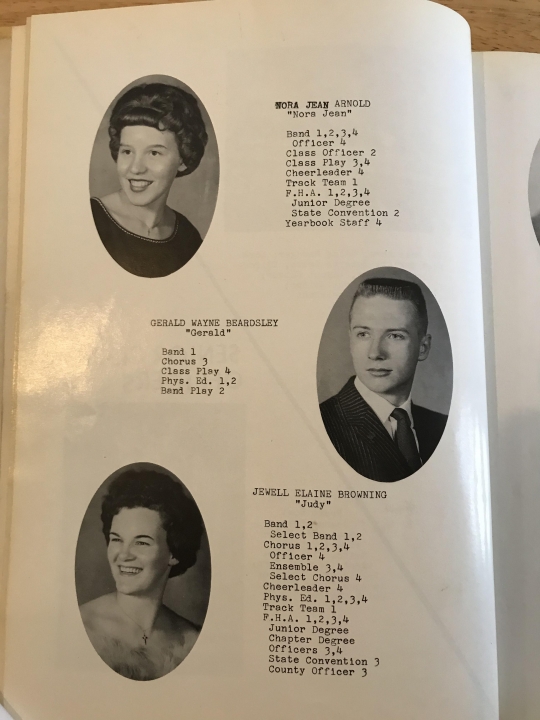 NORA JEAN ARNOLD
"Nora Jean"
Band 1,2,3,4
Officer 4
Class Officer 2
Class Play 3,4
Cheerleader 4
Track Team 1
F.H.A. 1,2,3,4
Junior Degree
State Convention 2
Yearbook Staff 4
GERALD WAYNE BEARDSLEY
"Gerald"
Band 1
Chorus 3
Class Play 4
Phys. Ed. 1,2
Band Play 2
JEWELL ELAINE BROWNING
"Judy"
Band 1,2
Select Band 1,2
Chorus 1,2,3,4
Officer 4
Ensemble 3,4
Select Chorus 4
Cheerleader 4
Phys. Ed. 1,2,3,4
Track Team 1
F.H.A. 1,2,3,4
Junior Degree
Chapter Degree
Officers 3,4
State Convention 3
County Officer 3